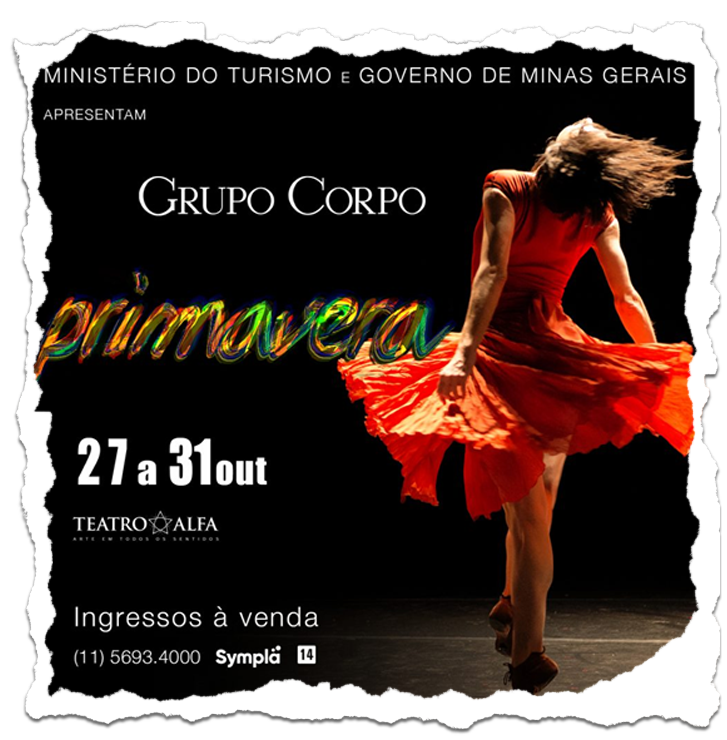 MINISTÉRIO DO TURISMO E GOVERNO DE MINAS GERAIS
APRESENTAM
GRUPO CORPO
primavera
27 a 31out
TEATRO ALFA
ARTE EM TODOS OS SENTIDOS
Ingressos à venda
(11) 5693.4000 Sympla 14